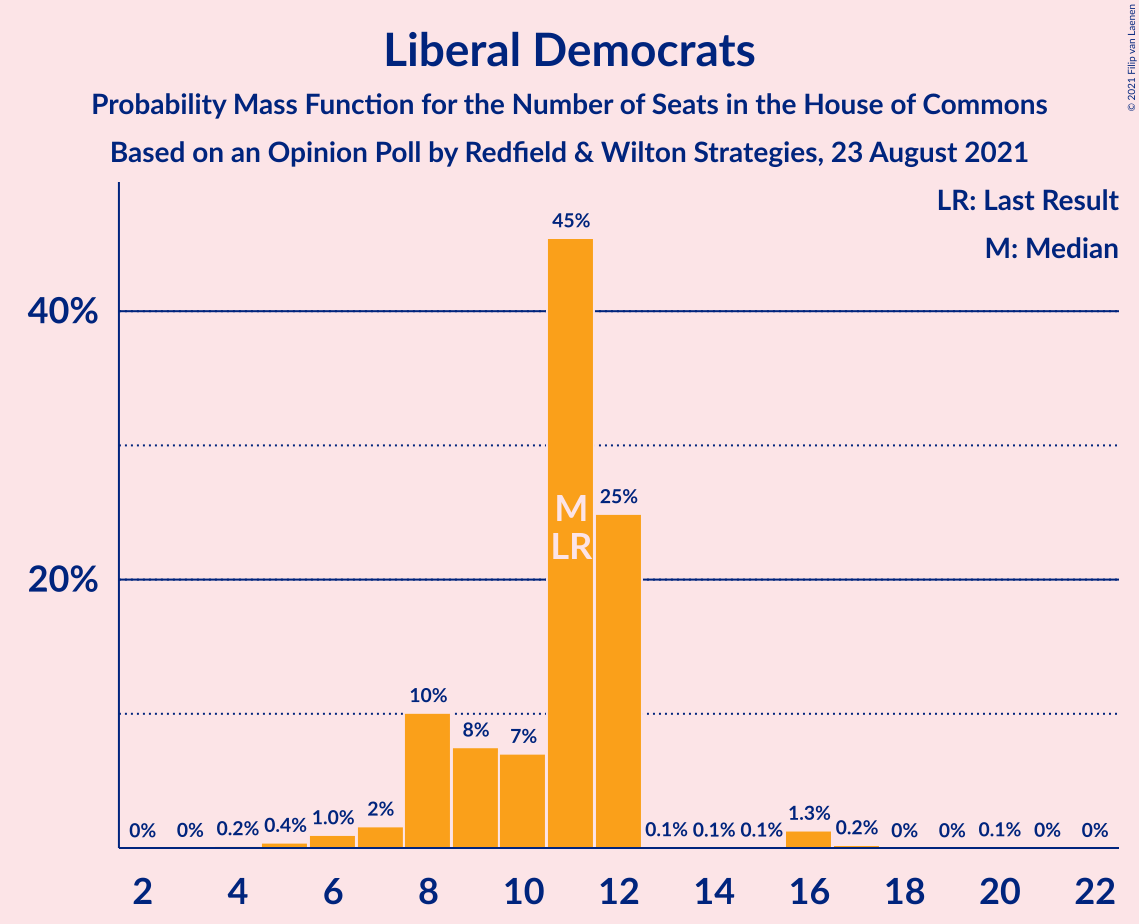 © 2021 Filip van Laenen
Liberal Democrats
Probability Mass Function for the Number of Seats in the House of Commons
Based on an Opinion Poll by Redfield & Wilton Strategies, 23 August 2021
LR: Last Result
M: Median
40%
20%
0% 0% 0.2% 0.4% 1.0% 2% 10% 8% 7% 45% 25% 0.1% 0.1% 0.1% 1.3% 0.2% 0% 0% 0.1% 0% 0%
M
LR
2 4 6 8 10 12 14 16 18 20 22